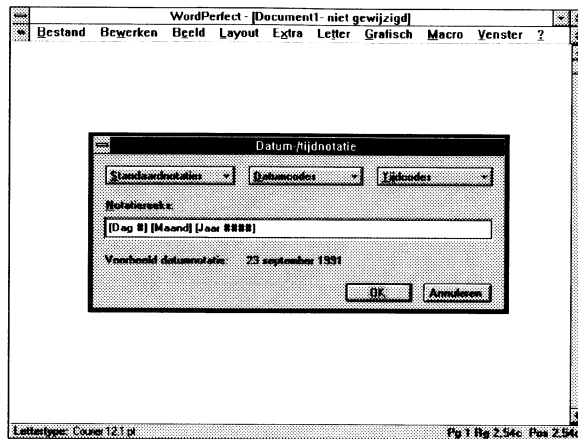 WordPerfect - [Document1 - niet gewijzigd]
Bestand Bewerken Beeld Layout Extra Letter Grafisch Macro Venster ?
Datum-/tijdnotatie
Standaardnotaties Datumcodes Tijdcodes
Notatiereeks:
[Dag #] [Maand] [Jaar ####]
Voorbeeld datumnotatie: 23 september 1991
OK Annuleren
Lettertype: Courier 12.1 pt Pg 1 Rg 2.54c Pos 2.54c